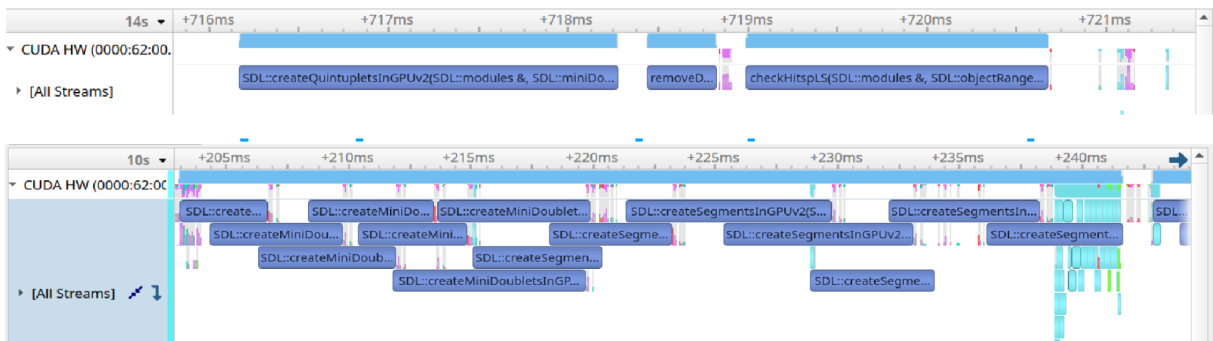 14s +716ms +717ms +718ms +719ms +720ms +721ms
CUDA HW (0000:62:00.
SDL::createQuintupletsInGPUv2(SDL::modules &, SDL::miniDo... removeD... checkHitspLS(SDL::modules &, SDL::objectRange...
[All Streams]
10s +205ms +210ms +215ms +220ms +225ms +230ms +235ms +240ms
CUDA HW (0000:62:00
SDL::create... SDL::createMiniDo... SDL::createMiniDoublet... SDL::createSegmentsInGPUv2(S... SDL::createSegmentsIn... SDL...
SDL::createMiniDou... SDL::createMini... SDL::createSegme... SDL::createSegmentsInGPUv2... SDL::createSegment...
SDL::createMiniDoub... SDL::createSegmen...
SDL::createMiniDoubletsInGP... SDL::createSegme...
[All Streams]